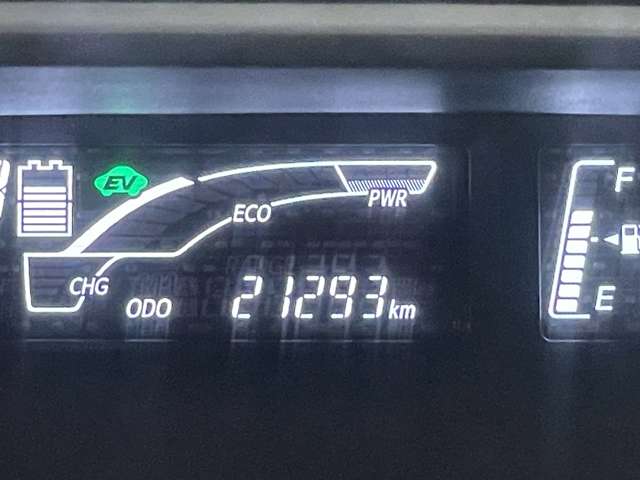 EV
F
ECO
PWR
CHG
ODO 21293 km
E